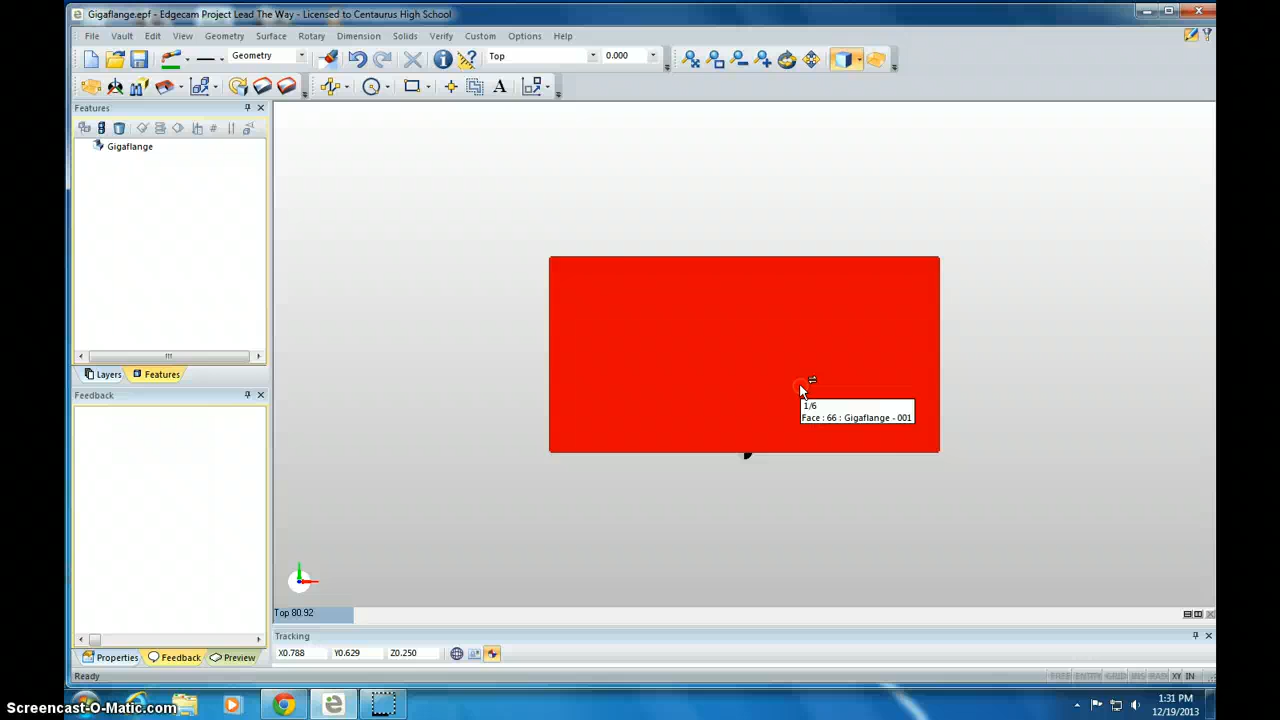 Gigaflange.epf - Edgecam Project Lead The Way - Licensed to Centaurus High School
File Vault Edit View Geometry Surface Rotary Dimension Solids Verify Custom Options Help
Geometry Top 0.000
Features
Gigaflange
Layers Features
Feedback
1/6
Face : 66 : Gigaflange - 001
Top 80.92
Tracking
X0.788 Y0.629 Z0.250
Properties Feedback Preview
Ready
XY IN
1:31 PM
12/19/2013
Screencast-O-Matic.com